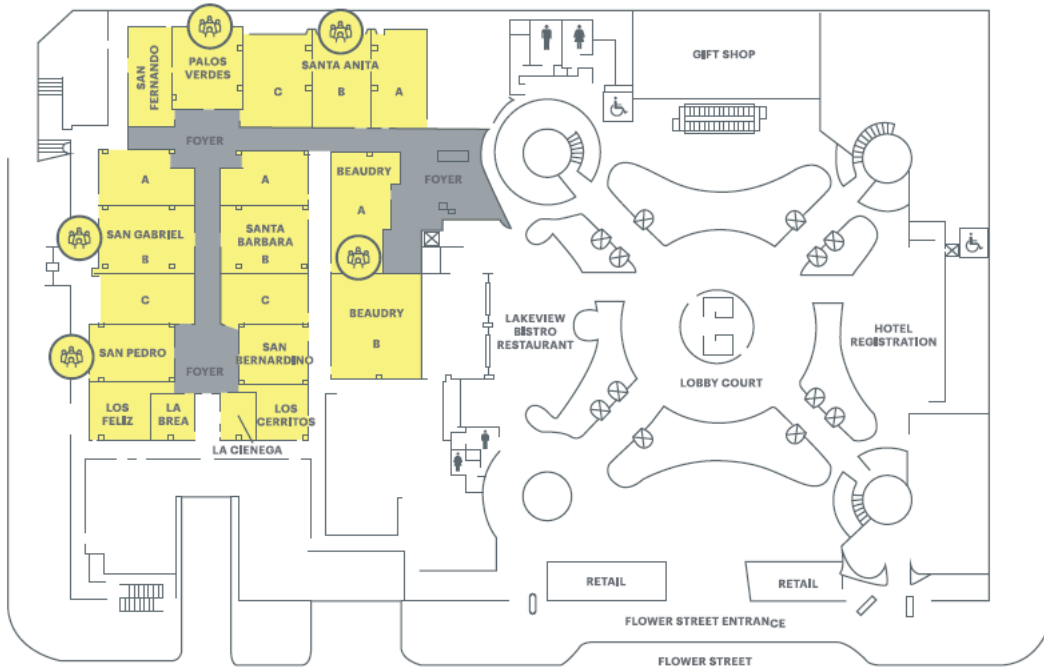 SAN
FERNANDO
PALOS
VERDES
SANTA ANITA
C
B
A
GIFT SHOP
FOYER
FOYER
BEAUDRY
A
A
A
SAN GABRIEL
B
SANTA
BARBARA
B
C
C
BEAUDRY
B
SAN PEDRO
SAN
BERNARDINO
FOYER
LOS
FELIZ
LA
BREA
LOS
CERRITOS
LA CIENEGA
LAKEVIEW
BISTRO
RESTAURANT
LOBBY COURT
HOTEL
REGISTRATION
RETAIL
RETAIL
FLOWER STREET ENTRANCE
FLOWER STREET